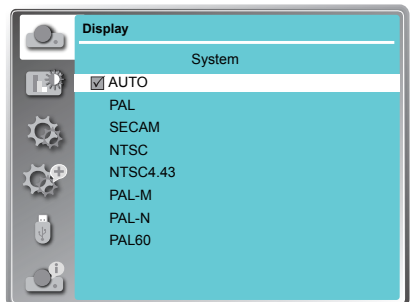 Display
System
AUTO
PAL
SECAM
NTSC
NTSC4.43
PAL-M
PAL-N
PAL60